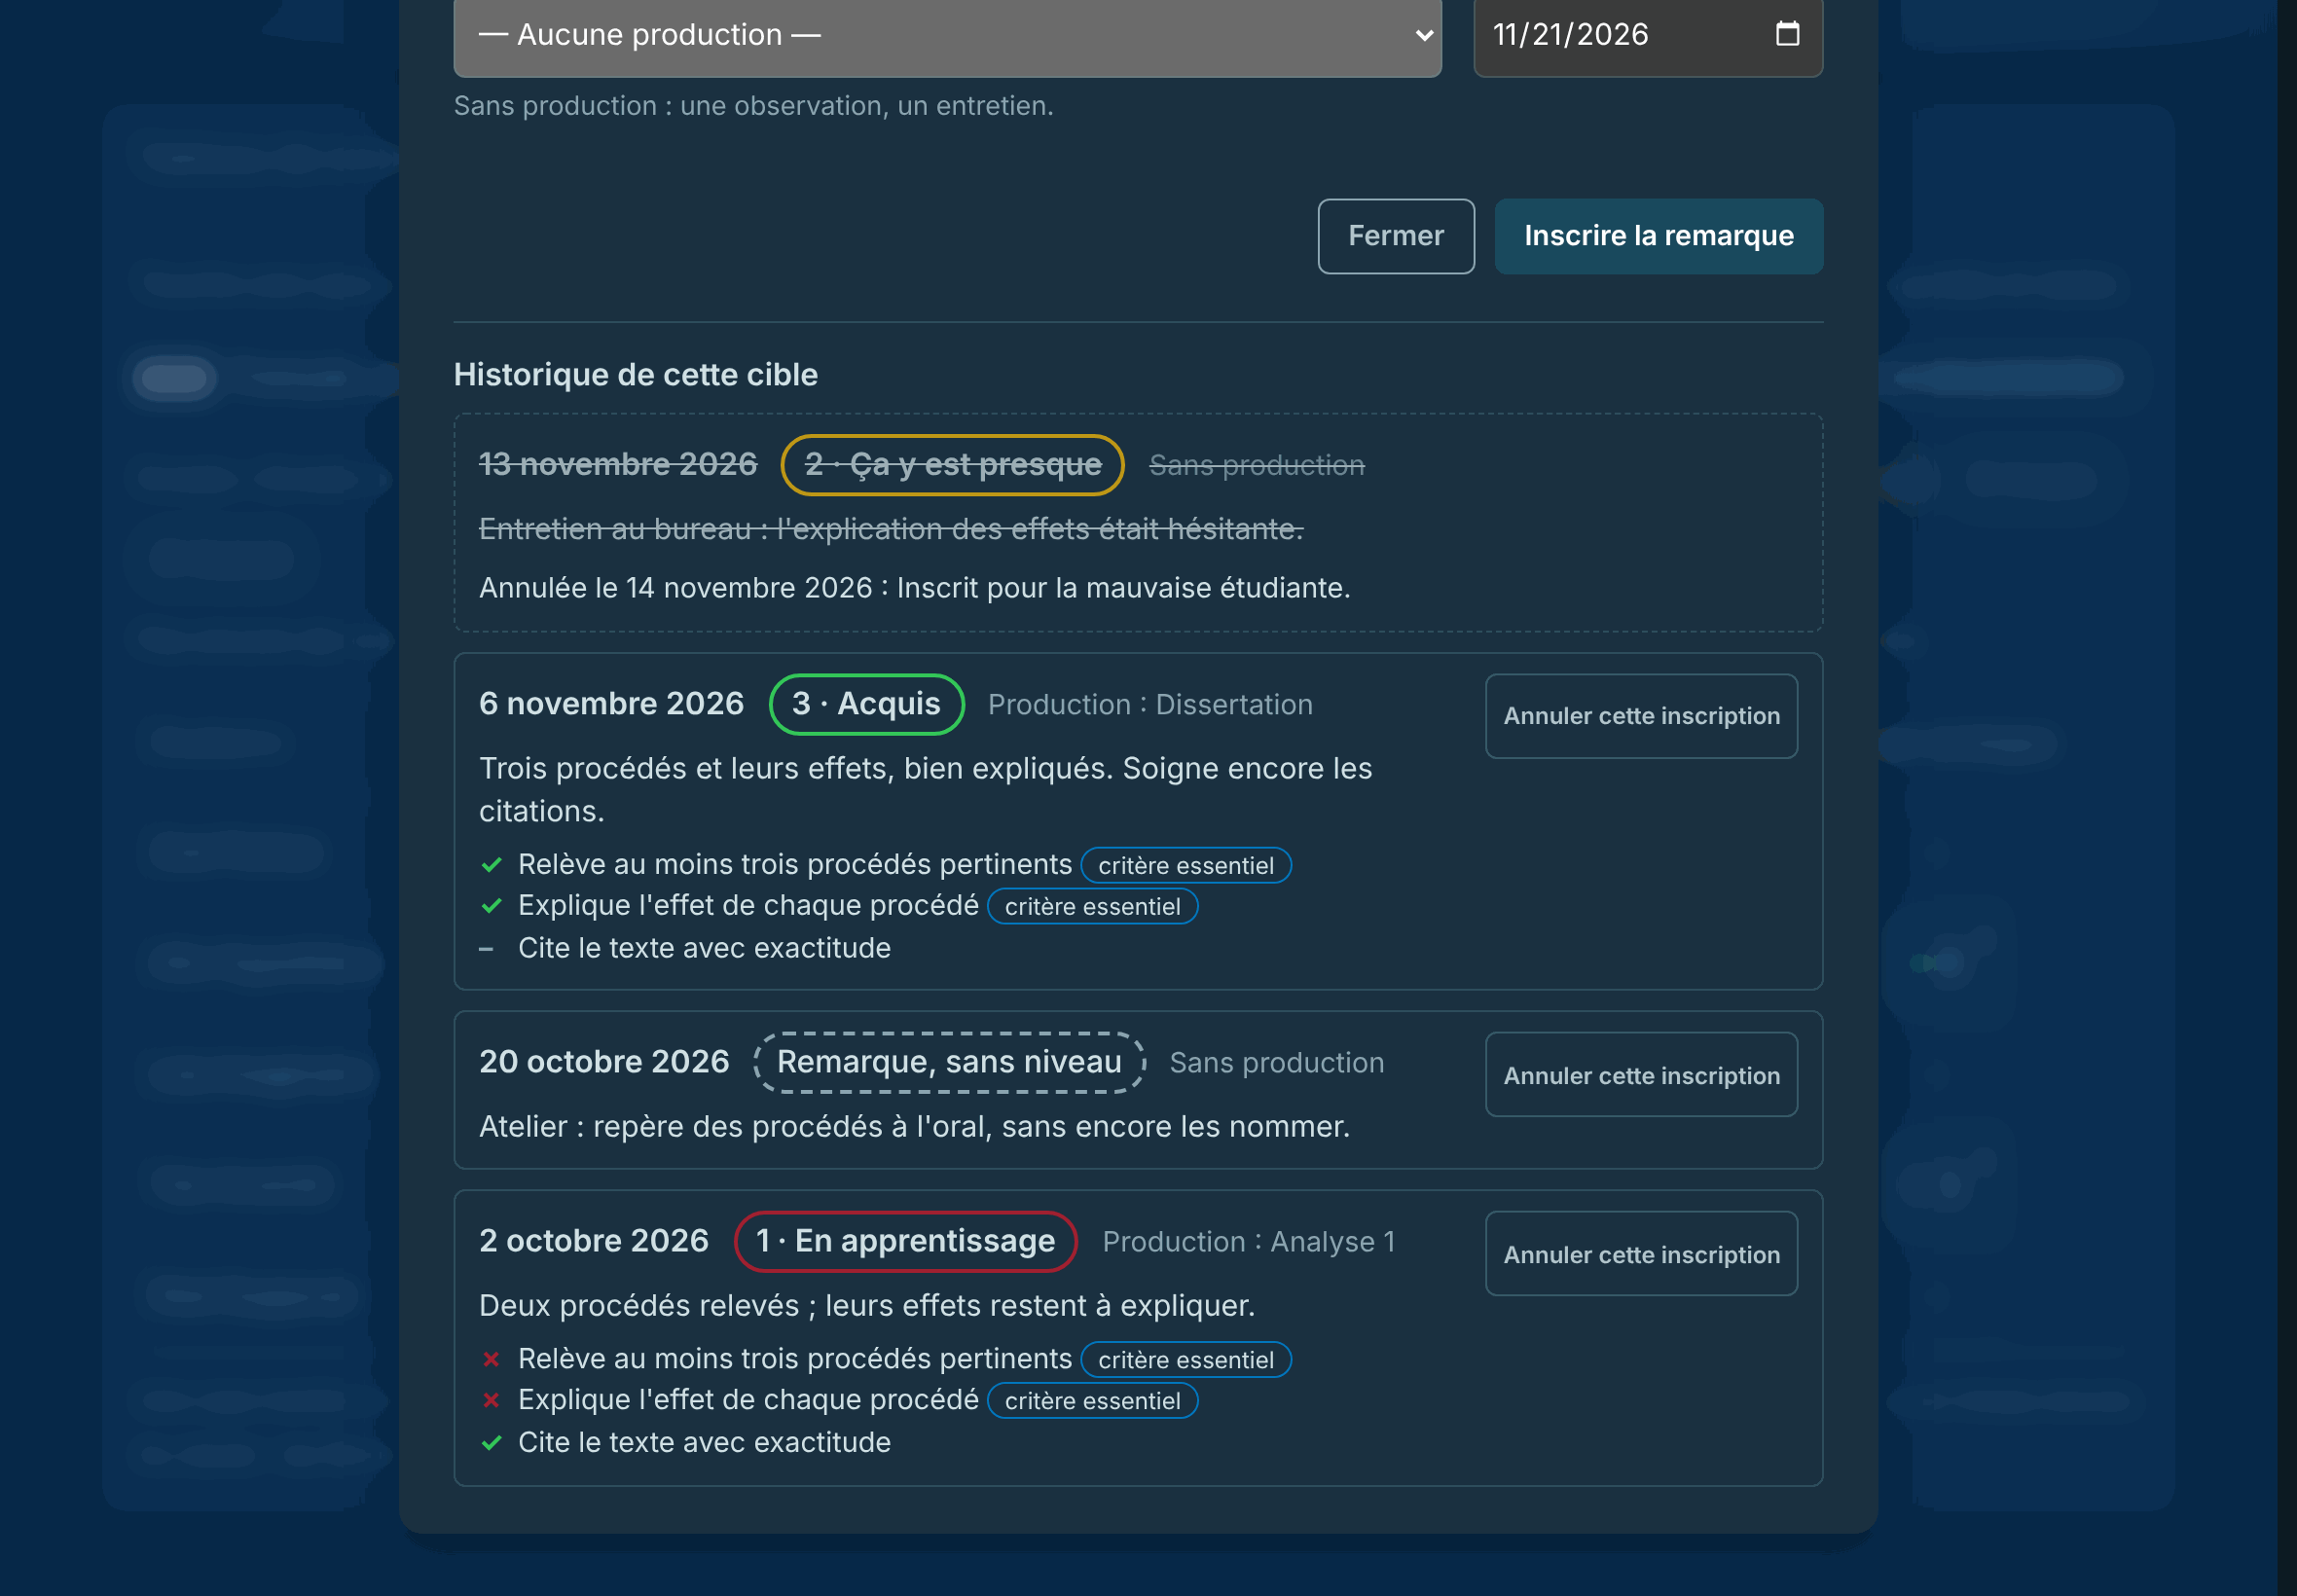 — Aucune production —
11/21/2026
Sans production : une observation, un entretien.
Fermer
Inscrire la remarque
Historique de cette cible
13 novembre 2026 2 · Ça y est presque Sans production
Entretien au bureau : l'explication des effets était hésitante.
Annulée le 14 novembre 2026 : Inscrit pour la mauvaise étudiante.
6 novembre 2026 3 · Acquis Production : Dissertation
Annuler cette inscription
Trois procédés et leurs effets, bien expliqués. Soigne encore les
citations.
✓ Relève au moins trois procédés pertinents critère essentiel
✓ Explique l'effet de chaque procédé critère essentiel
– Cite le texte avec exactitude
20 octobre 2026 Remarque, sans niveau Sans production
Annuler cette inscription
Atelier : repère des procédés à l'oral, sans encore les nommer.
2 octobre 2026 1 · En apprentissage Production : Analyse 1
Annuler cette inscription
Deux procédés relevés ; leurs effets restent à expliquer.
× Relève au moins trois procédés pertinents critère essentiel
× Explique l'effet de chaque procédé critère essentiel
✓ Cite le texte avec exactitude